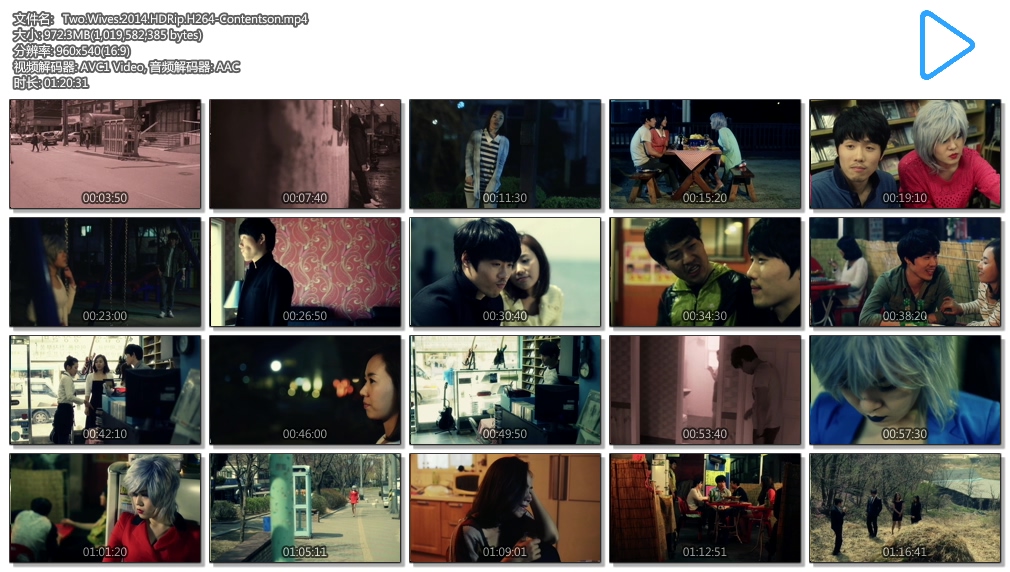 文件名: Two.Wives.2014.HDRip.H264-Contentson.mp4
大小: 972.3MB(1,019,582,385 bytes)
分辨率: 960x540(16:9)
视频解码器: AVC1 Video, 音频解码器: AAC
时长: 01:20:31
00:03:50 00:07:40 00:11:30 00:15:20 00:19:10
00:23:00 00:26:50 00:30:40 00:34:30 00:38:20
00:42:10 00:46:00 00:49:50 00:53:40 00:57:30
01:01:20 01:05:11 01:09:01 01:12:51 01:16:41